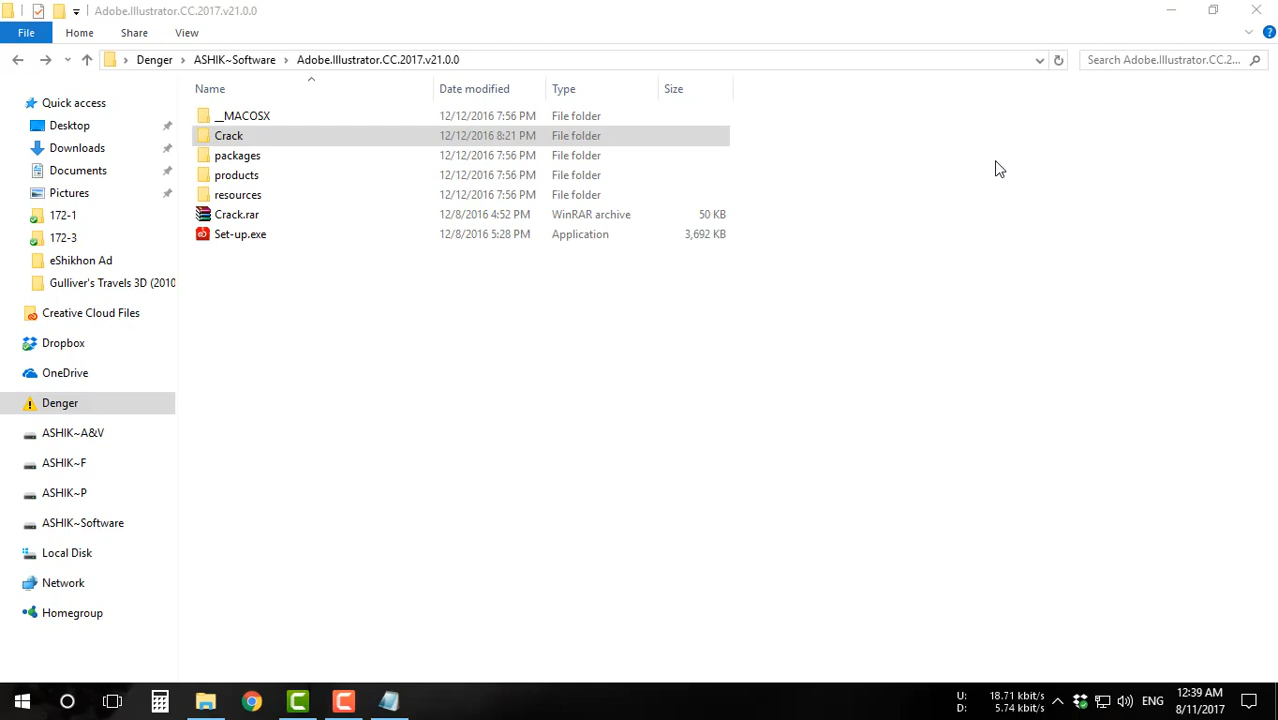 Adobe.Illustrator.CC.2017.v21.0.0
File Home Share View
Denger > ASHIK~Software > Adobe.Illustrator.CC.2017.v21.0.0
Search Adobe.Illustrator.CC.2...
Name Date modified Type Size
__MACOSX 12/12/2016 7:56 PM File folder
Crack 12/12/2016 8:21 PM File folder
packages 12/12/2016 7:56 PM File folder
products 12/12/2016 7:56 PM File folder
resources 12/12/2016 7:56 PM File folder
Crack.rar 12/8/2016 4:52 PM WinRAR archive 50 KB
Set-up.exe 12/8/2016 5:28 PM Application 3,692 KB
Quick access
Desktop
Downloads
Documents
Pictures
172-1
172-3
eShikhon Ad
Gulliver's Travels 3D (2010
Creative Cloud Files
Dropbox
OneDrive
Denger
ASHIK~A&V
ASHIK~F
ASHIK~P
ASHIK~Software
Local Disk
Network
Homegroup
U: 18.71 kbit/s
D: 5.74 kbit/s
ENG
12:39 AM
8/11/2017